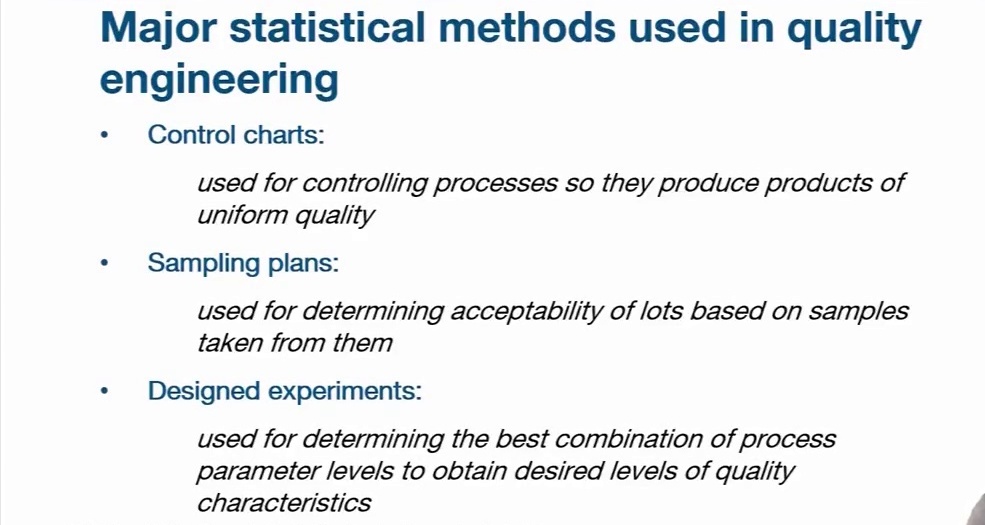 Major statistical methods used in quality
engineering
• Control charts:
used for controlling processes so they produce products of
uniform quality
• Sampling plans:
used for determining acceptability of lots based on samples
taken from them
• Designed experiments:
used for determining the best combination of process
parameter levels to obtain desired levels of quality
characteristics